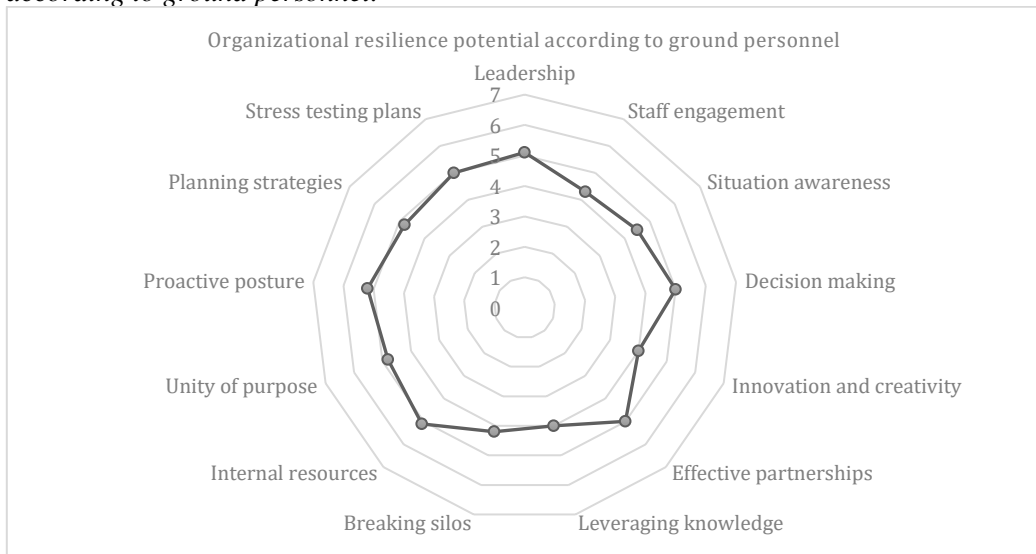 according to ground personnel.
Organizational resilience potential according to ground personnel
Leadership
Stress testing plans
Staff engagement
Planning strategies
Situation awareness
Proactive posture
Decision making
Unity of purpose
Innovation and creativity
Internal resources
Effective partnerships
Breaking silos
Leveraging knowledge
7
6
5
4
3
2
1
0